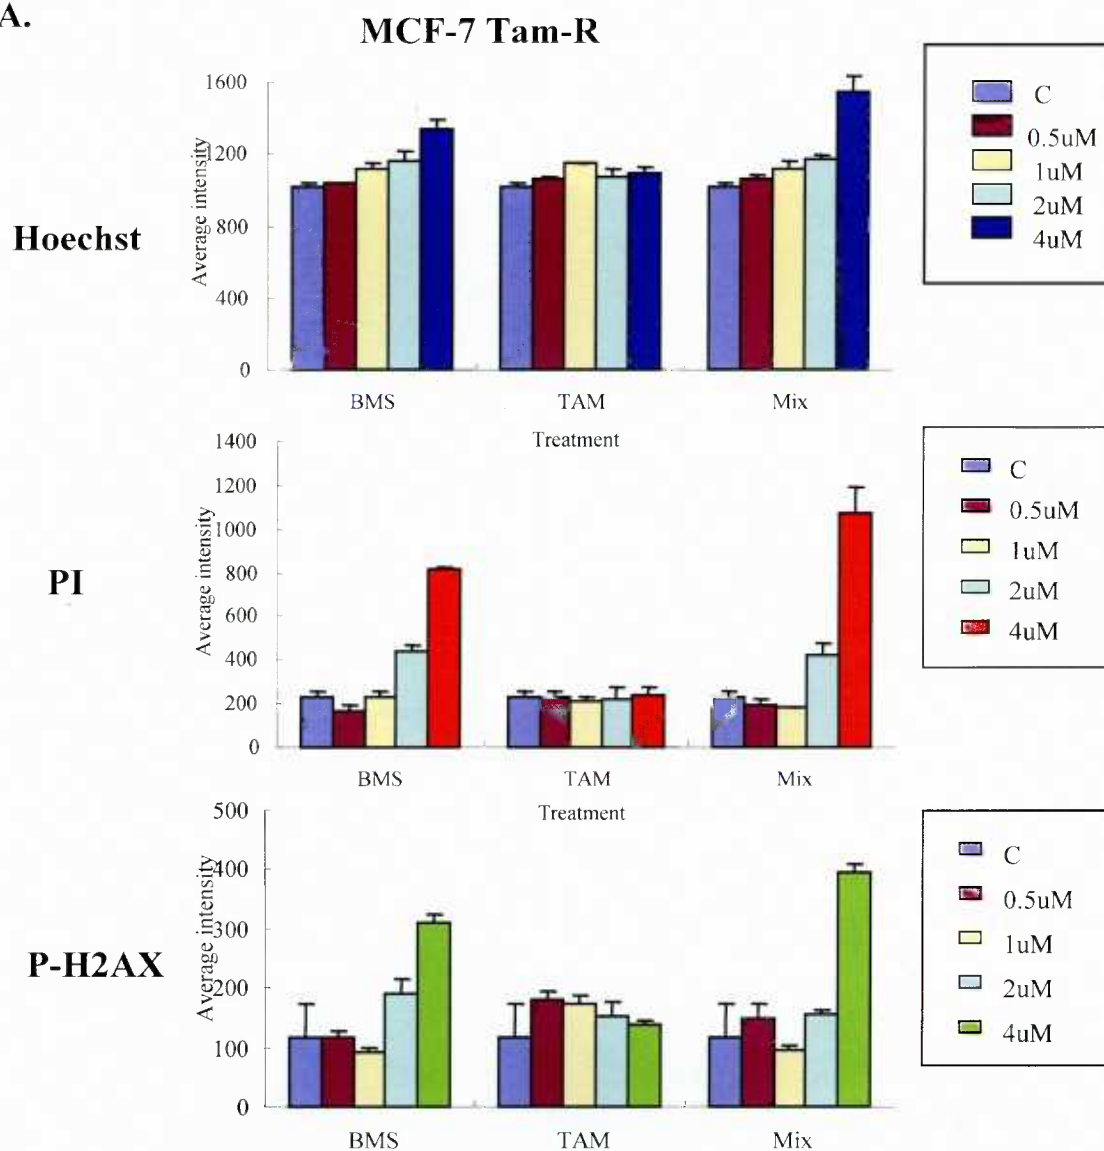 A.
MCF-7 Tam-R
Hoechst
Average intensity
1600
1200
800
400
0
BMS TAM Mix
Treatment
C
0.5uM
1uM
2uM
4uM
PI
Average intensity
1400
1200
1000
800
600
400
200
0
BMS TAM Mix
Treatment
C
0.5uM
1uM
2uM
4uM
P-H2AX
Average intensity
500
400
300
200
100
0
BMS TAM Mix
C
0.5uM
1uM
2uM
4uM